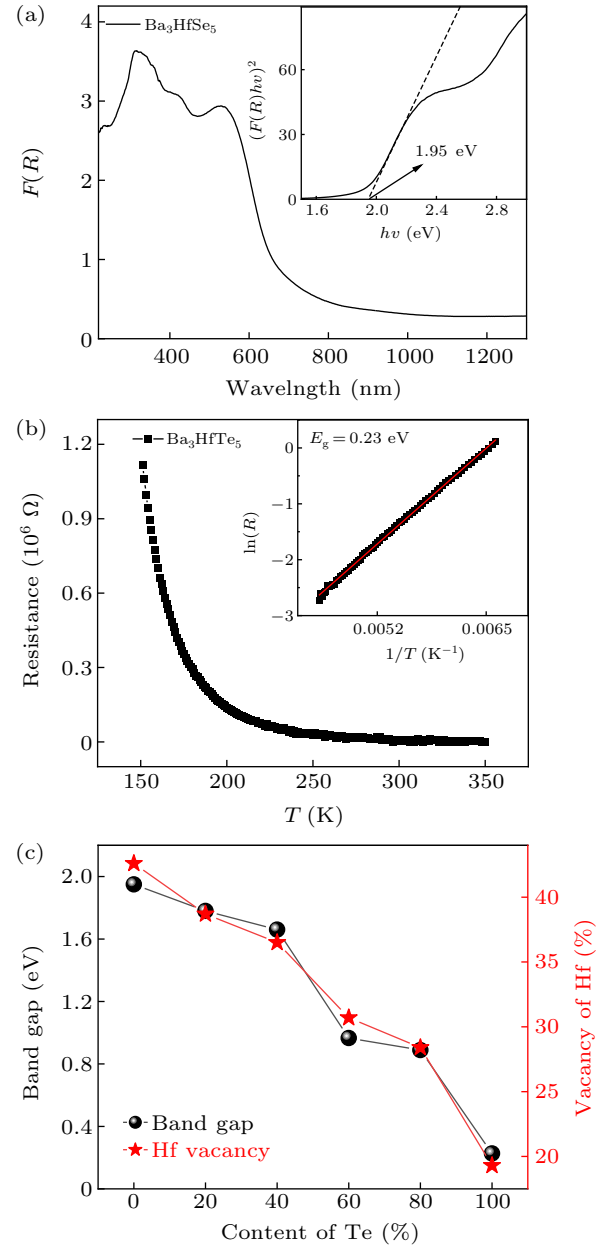 (a)
Ba₃HfSe₅
4
3
2
1
0
F(R)
400 600 800 1000 1200
Wavelngth (nm)
(F(R)hν)²
60
30
0
1.95 eV
1.6 2.0 2.4 2.8
hν (eV)
(b)
Ba₃HfTe₅
1.2
0.9
0.6
0.3
0
Resistance (10⁶ Ω)
150 200 250 300 350
T (K)
E_g = 0.23 eV
ln(R)
0
−1
−2
−3
0.0052 0.0065
1/T (K⁻¹)
(c)
2.0
1.6
1.2
0.8
0.4
0
Band gap (eV)
Band gap
Hf vacancy
0 20 40 60 80 100
Content of Te (%)
40
35
30
25
20
Vacancy of Hf (%)